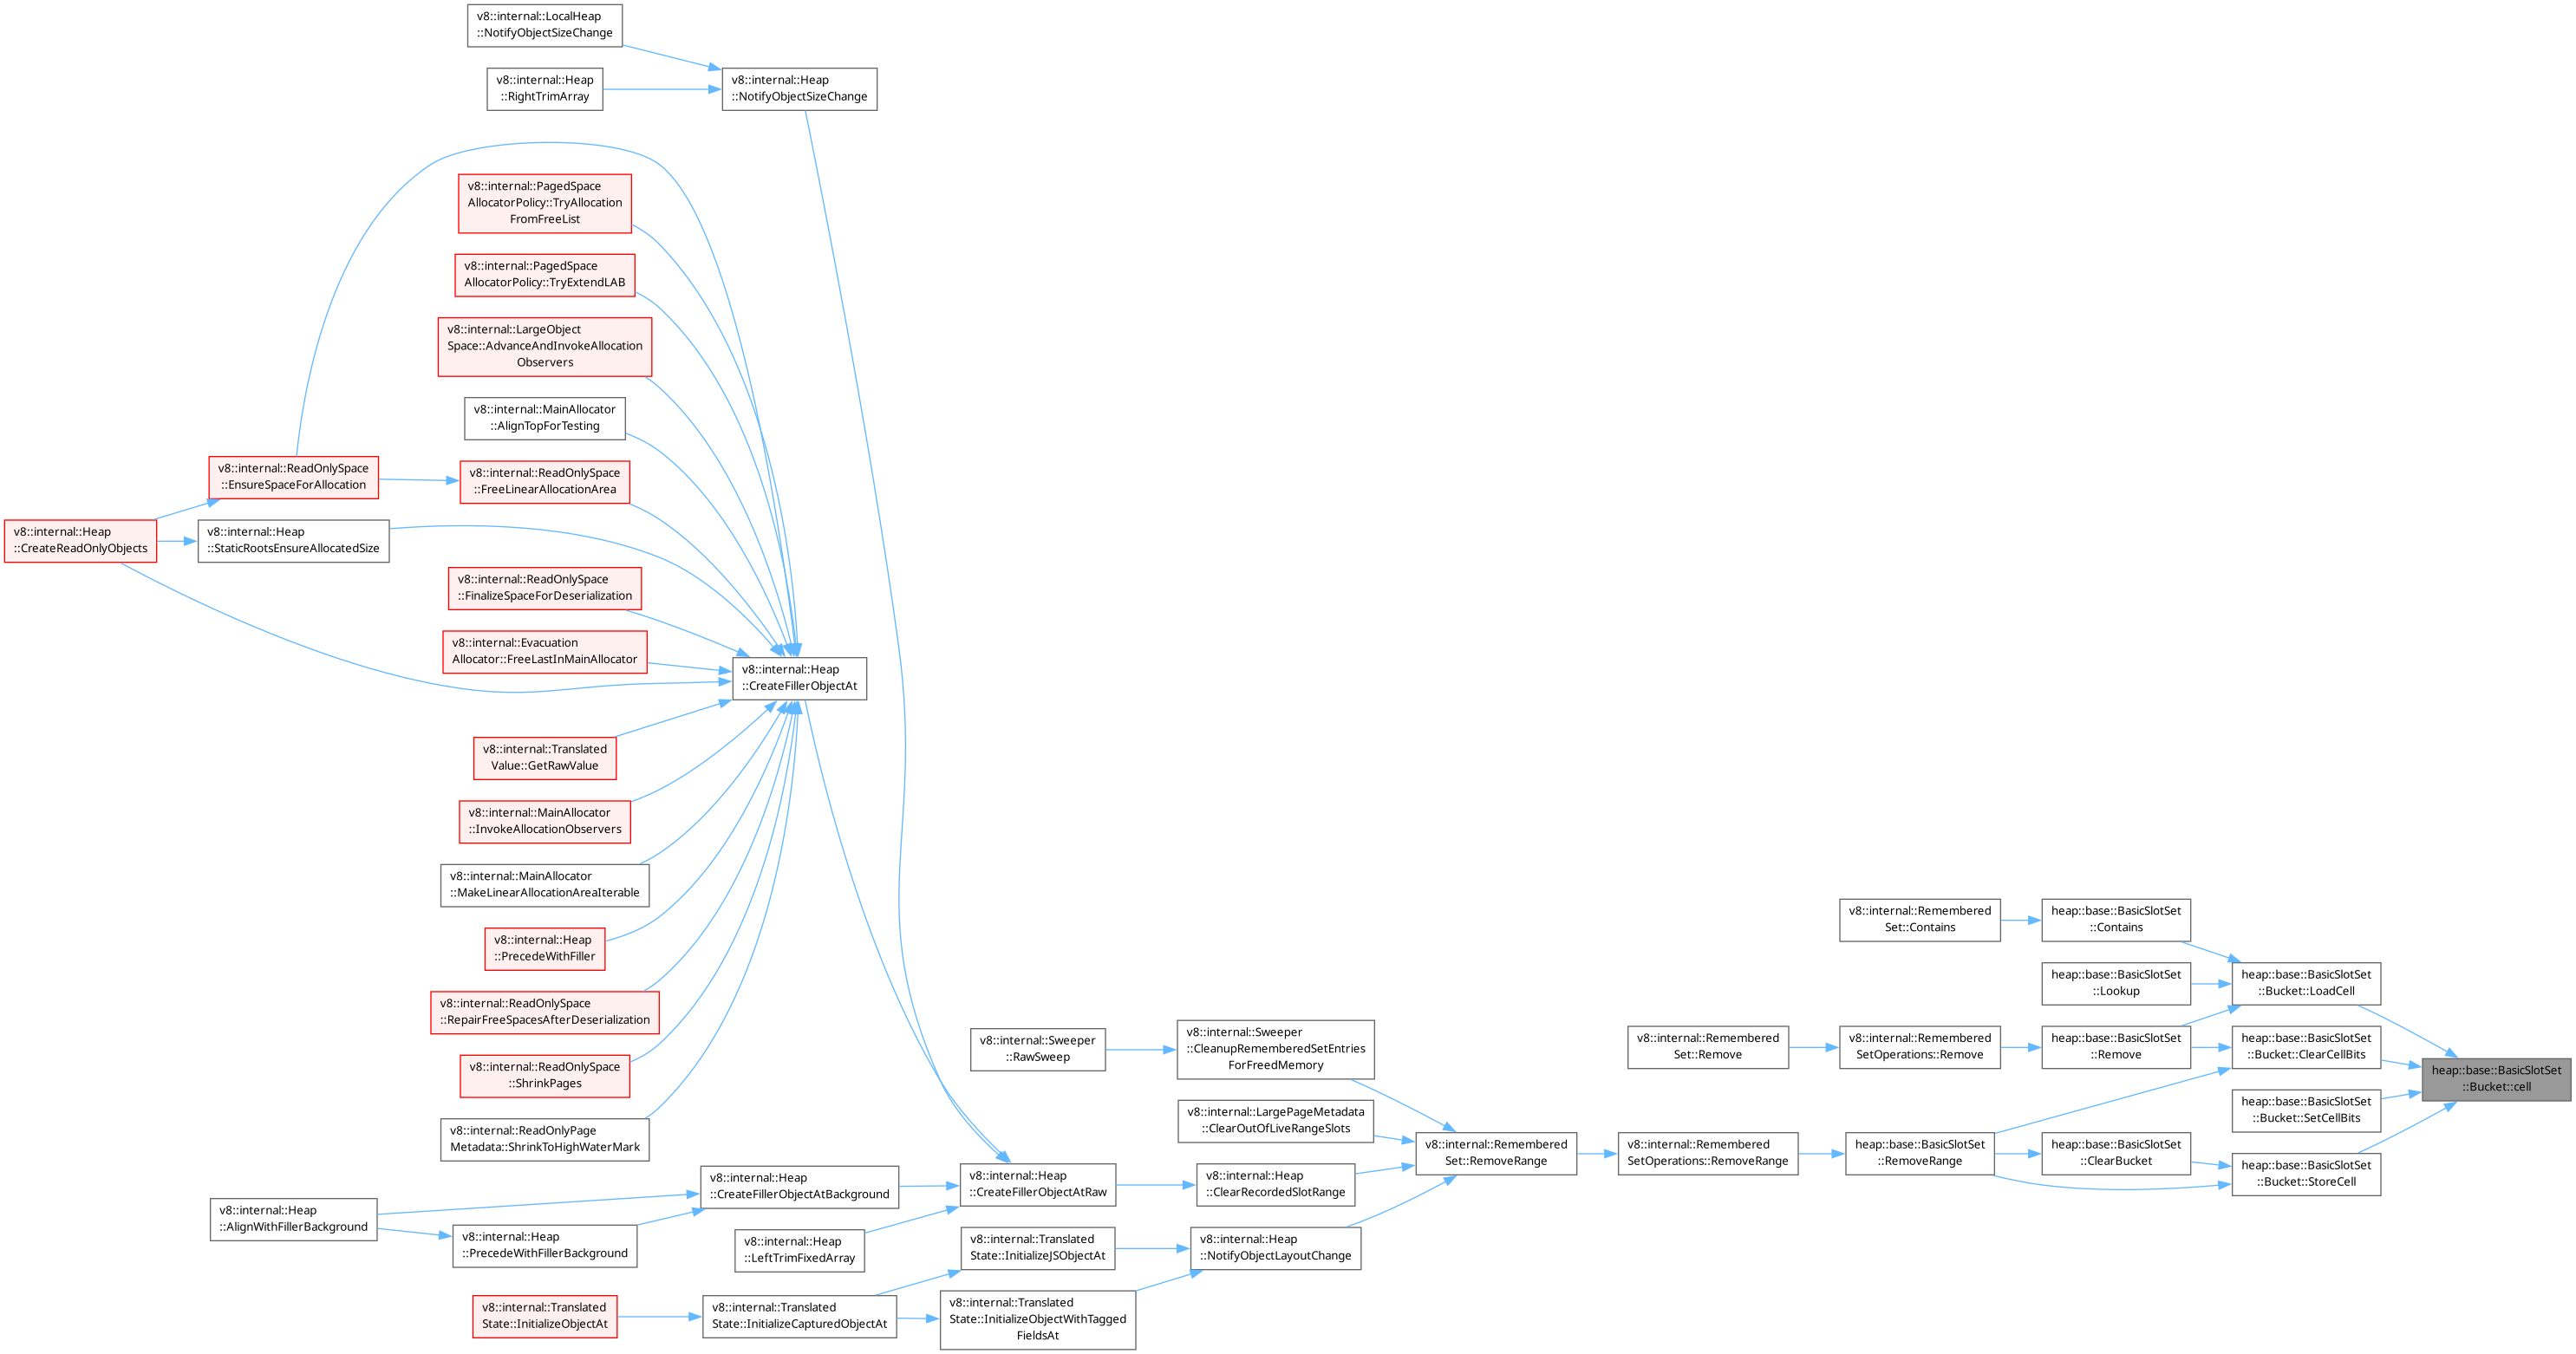 v8::internal::LocalHeap
::NotifyObjectSizeChange
v8::internal::Heap
::RightTrimArray
v8::internal::Heap
::NotifyObjectSizeChange
v8::internal::PagedSpace
AllocatorPolicy::TryAllocation
FromFreeList
v8::internal::PagedSpace
AllocatorPolicy::TryExtendLAB
v8::internal::LargeObject
Space::AdvanceAndInvokeAllocation
Observers
v8::internal::MainAllocator
::AlignTopForTesting
v8::internal::ReadOnlySpace
::EnsureSpaceForAllocation
v8::internal::ReadOnlySpace
::FreeLinearAllocationArea
v8::internal::Heap
::CreateReadOnlyObjects
v8::internal::Heap
::StaticRootsEnsureAllocatedSize
v8::internal::ReadOnlySpace
::FinalizeSpaceForDeserialization
v8::internal::Evacuation
Allocator::FreeLastInMainAllocator
v8::internal::Heap
::CreateFillerObjectAt
v8::internal::Translated
Value::GetRawValue
v8::internal::MainAllocator
::InvokeAllocationObservers
v8::internal::MainAllocator
::MakeLinearAllocationAreaIterable
v8::internal::Heap
::PrecedeWithFiller
v8::internal::ReadOnlySpace
::RepairFreeSpacesAfterDeserialization
v8::internal::ReadOnlySpace
::ShrinkPages
v8::internal::ReadOnlyPage
Metadata::ShrinkToHighWaterMark
v8::internal::Heap
::AlignWithFillerBackground
v8::internal::Heap
::PrecedeWithFillerBackground
v8::internal::Heap
::CreateFillerObjectAtBackground
v8::internal::Heap
::LeftTrimFixedArray
v8::internal::Translated
State::InitializeObjectAt
v8::internal::Translated
State::InitializeCapturedObjectAt
v8::internal::Heap
::CreateFillerObjectAtRaw
v8::internal::Translated
State::InitializeJSObjectAt
v8::internal::Translated
State::InitializeObjectWithTagged
FieldsAt
v8::internal::Sweeper
::RawSweep
v8::internal::Sweeper
::CleanupRememberedSetEntries
ForFreedMemory
v8::internal::LargePageMetadata
::ClearOutOfLiveRangeSlots
v8::internal::Heap
::ClearRecordedSlotRange
v8::internal::Heap
::NotifyObjectLayoutChange
v8::internal::Remembered
Set::RemoveRange
v8::internal::Remembered
SetOperations::RemoveRange
v8::internal::Remembered
Set::Remove
v8::internal::Remembered
Set::Contains
v8::internal::Remembered
SetOperations::Remove
heap::base::BasicSlotSet
::RemoveRange
heap::base::BasicSlotSet
::Contains
heap::base::BasicSlotSet
::Lookup
heap::base::BasicSlotSet
::Remove
heap::base::BasicSlotSet
::ClearBucket
heap::base::BasicSlotSet
::Bucket::LoadCell
heap::base::BasicSlotSet
::Bucket::ClearCellBits
heap::base::BasicSlotSet
::Bucket::SetCellBits
heap::base::BasicSlotSet
::Bucket::StoreCell
heap::base::BasicSlotSet
::Bucket::cell